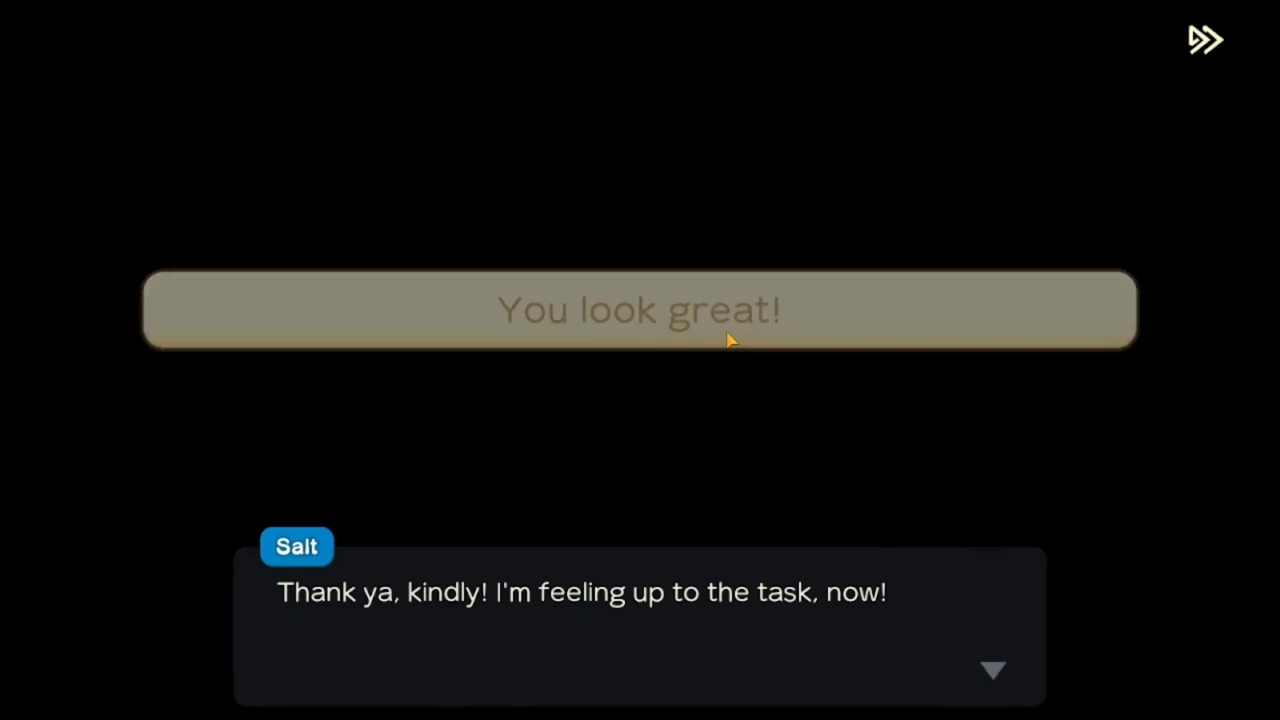 You look great!
Salt
Thank ya, kindly! I'm feeling up to the task, now!